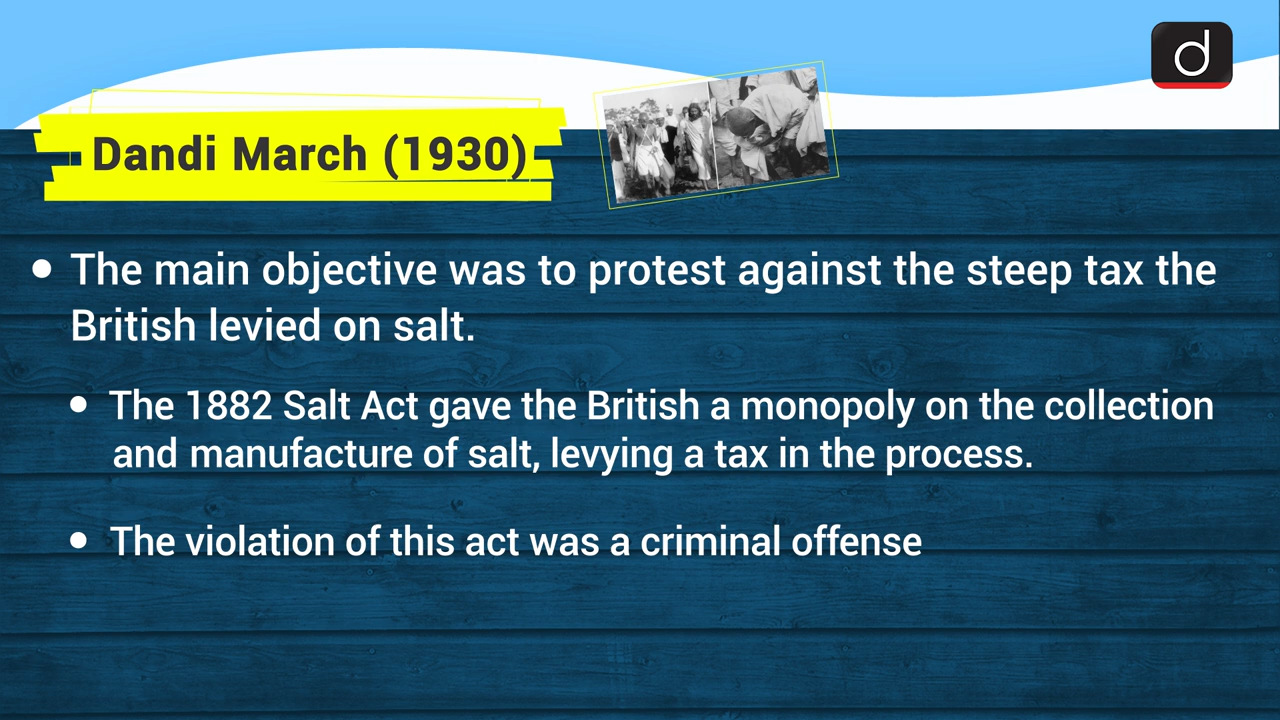 d
Dandi March (1930)
• The main objective was to protest against the steep tax the
British levied on salt.
• The 1882 Salt Act gave the British a monopoly on the collection
and manufacture of salt, levying a tax in the process.
• The violation of this act was a criminal offense